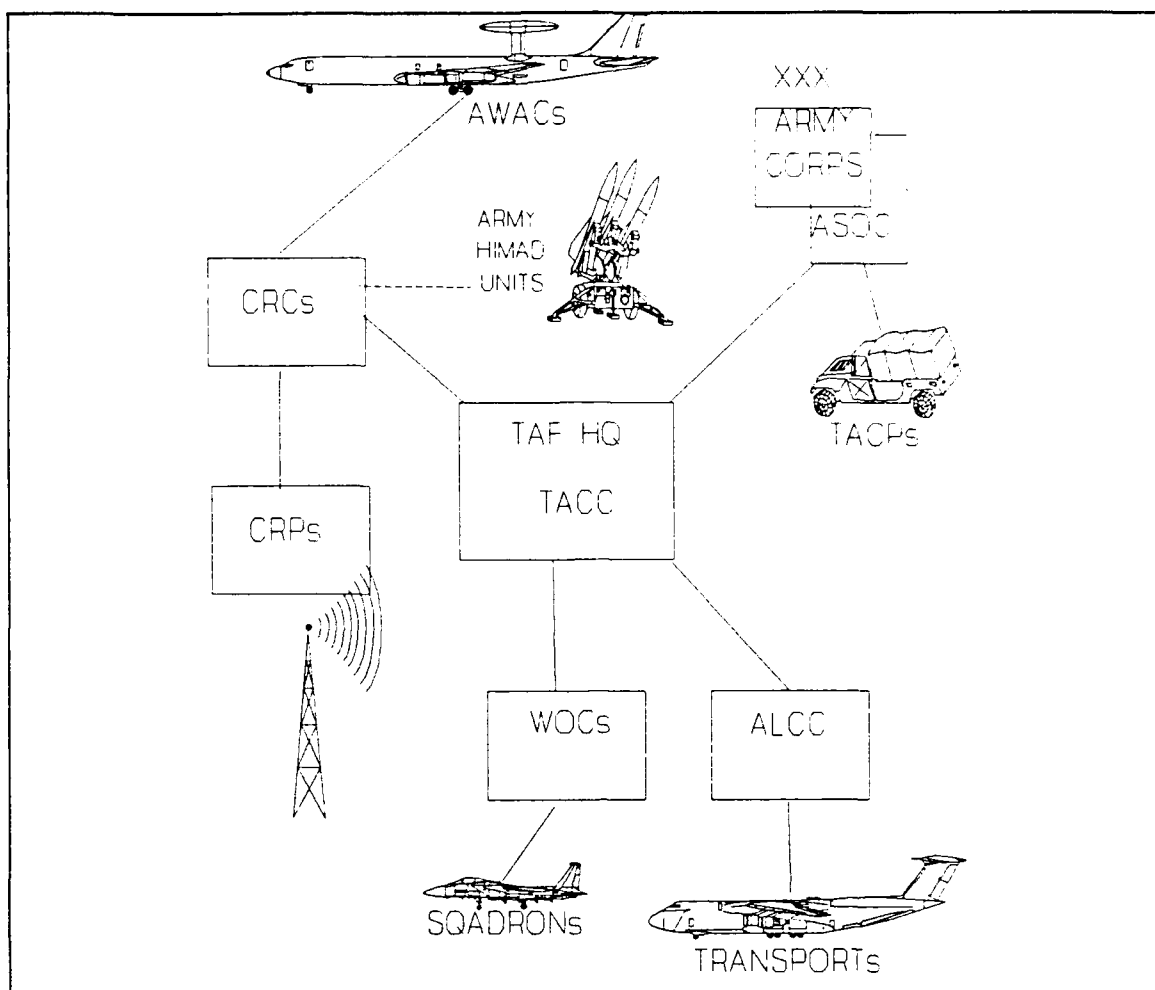 AWACs
XXX
ARMY
CORPS
ASOC
ARMY
HIMAD
UNITS
CRCs
TACPs
TAF HQ
TACC
CRPs
WOCs
ALCC
SQADRONs
TRANSPORTs